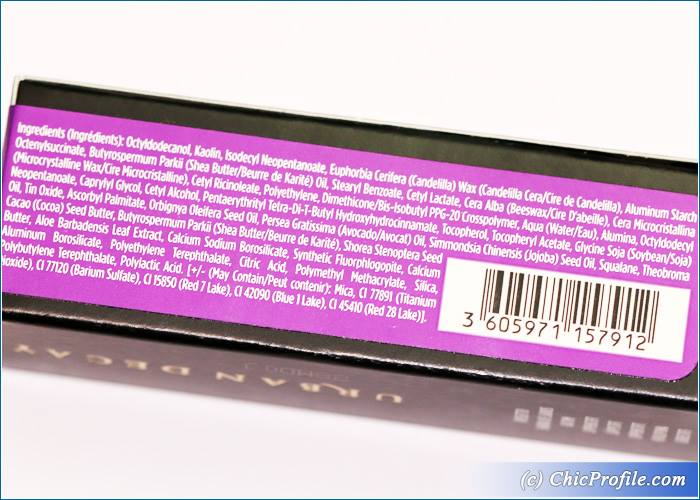 Ingredients (Ingrédients): Octyldodecanol, Kaolin, Isodecyl Neopentanoate, Euphorbia Cerifera (Candelilla) Wax (Candelilla Cera/Cire de Candelilla), Aluminum Starch
Octenylsuccinate, Butyrospermum Parkii (Shea Butter/Beurre de Karité) Oil, Stearyl Benzoate, Cetyl Lactate, Cera Alba (Beeswax/Cire D'abeille), Cera Microcristallina
(Microcrystalline Wax/Cire Microcristalline), Cetyl Ricinoleate, Polyethylene, Dimethicone/Bis-Isobutyl PPG-20 Crosspolymer, Aqua (Water/Eau), Alumina, Octyldodecyl
Neopentanoate, Caprylyl Glycol, Cetyl Alcohol, Pentaerythrityl Tetra-Di-T-Butyl Hydroxyhydrocinnamate, Tocopherol, Tocopheryl Acetate, Glycine Soja (Soybean/Soja)
Oil, Tin Oxide, Ascorbyl Palmitate, Orbignya Oleifera Seed Oil, Persea Gratissima (Avocado/Avocat) Oil, Simmondsia Chinensis (Jojoba) Seed Oil, Squalane, Theobroma
Cacao (Cocoa) Seed Butter, Butyrospermum Parkii (Shea Butter/Beurre de Karité), Shorea Stenoptera Seed
Butter, Aloe Barbadensis Leaf Extract, Calcium Sodium Borosilicate, Synthetic Fluorphlogopite, Calcium
Aluminum Borosilicate, Polyethylene Terephthalate, Citric Acid, Polymethyl Methacrylate, Silica,
Polybutylene Terephthalate, Polylactic Acid. [+/- (May Contain/Peut contenir): Mica, CI 77891 (Titanium
Dioxide), CI 77120 (Barium Sulfate), CI 15850 (Red 7 Lake), CI 42090 (Blue 1 Lake), CI 45410 (Red 28 Lake)].
3 605971 157912
URBAN DECAY
(c) ChicProfile.com